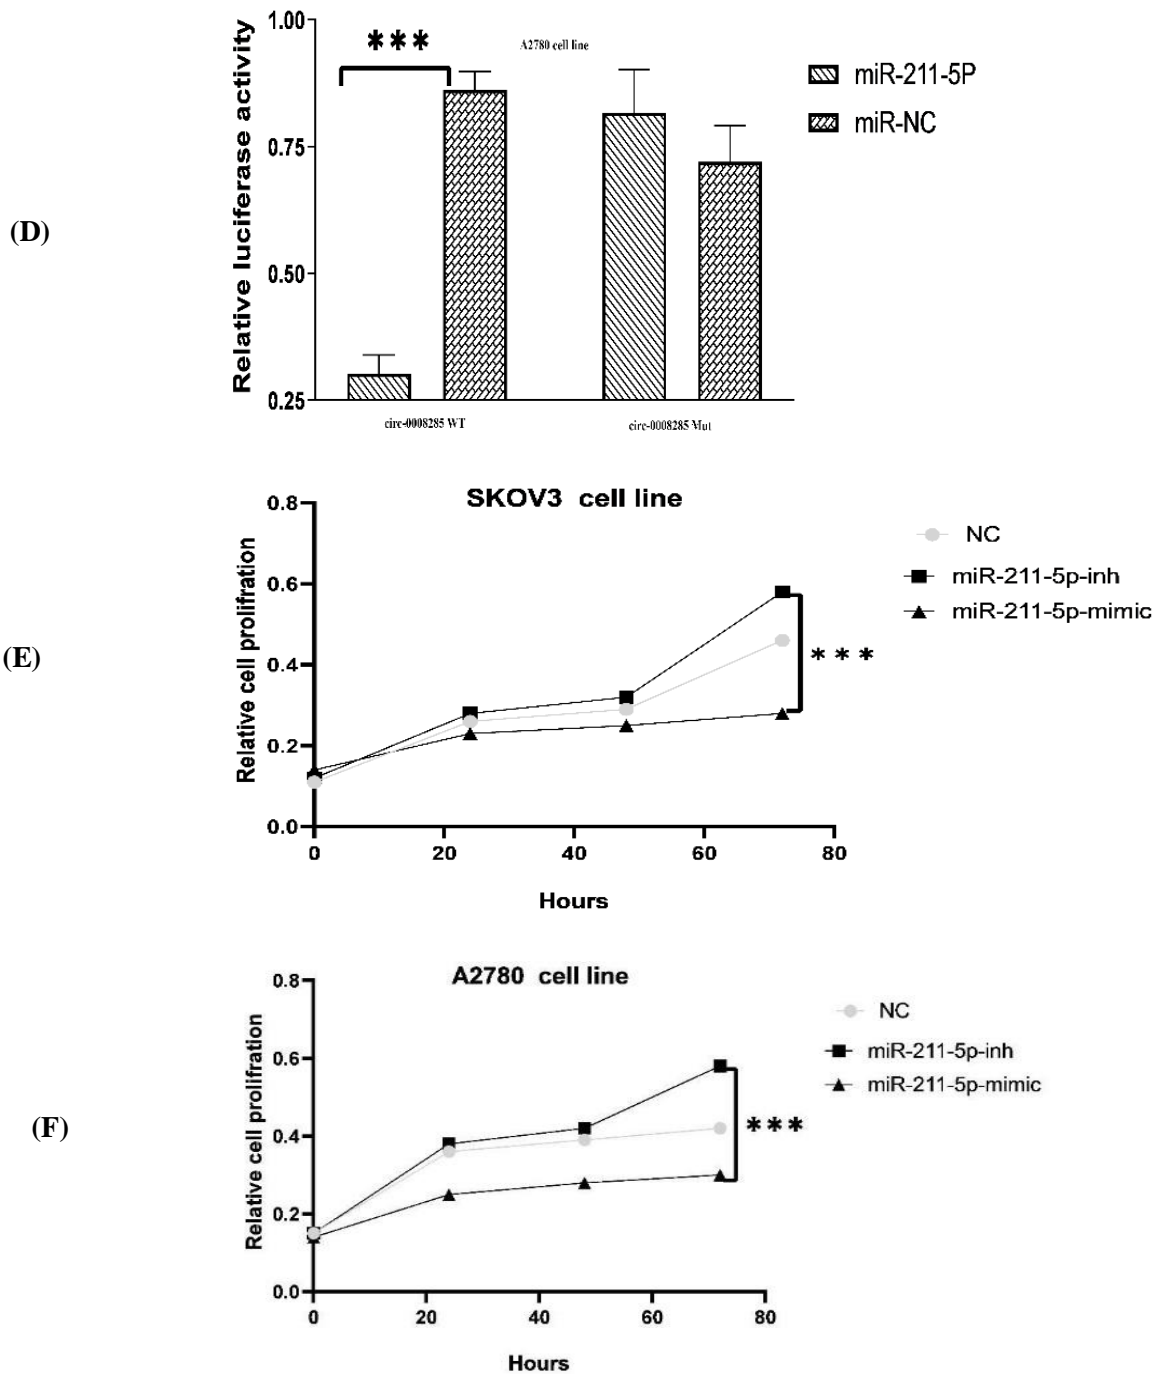 (D)
Relative luciferase activity
1.00
0.75
0.50
0.25
***
A2780 cell line
miR-211-5P
miR-NC
circ-0008285 WT
circ-0008285 Mut
(E)
SKOV3 cell line
Relative cell prolifration
0.8
0.6
0.4
0.2
0.0
0 20 40 60 80
Hours
NC
miR-211-5p-inh
miR-211-5p-mimic
***
(F)
A2780 cell line
Relative cell prolifration
0.8
0.6
0.4
0.2
0.0
0 20 40 60 80
Hours
NC
miR-211-5p-inh
miR-211-5p-mimic
***